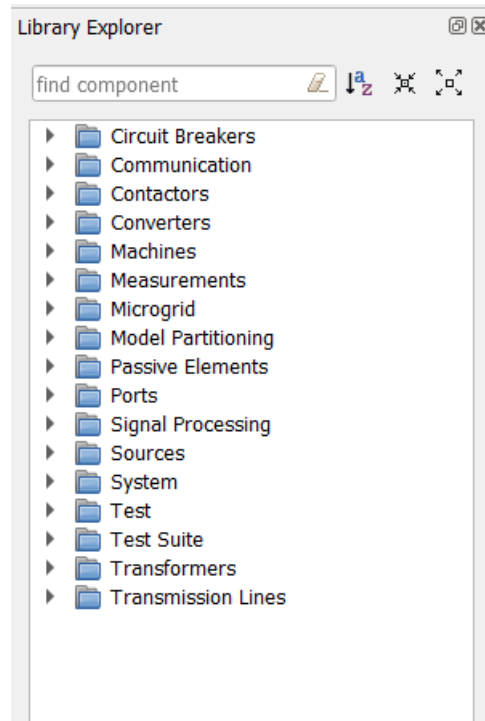 Library Explorer
find component
Circuit Breakers
Communication
Contactors
Converters
Machines
Measurements
Microgrid
Model Partitioning
Passive Elements
Ports
Signal Processing
Sources
System
Test
Test Suite
Transformers
Transmission Lines